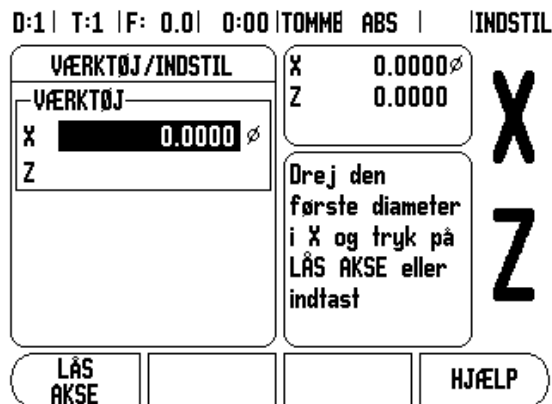 D:1 | T:1 |F: 0.0| 0:00 |TOMME ABS | |INDSTIL
VÆRKTØJ/INDSTIL
VÆRKTØJ
X 0.0000 Ø
Z
X 0.0000Ø
Z 0.0000
Drej den
første diameter
i X og tryk på
LÅS AKSE eller
indtast
X
Z
LÅS
AKSE
HJÆLP